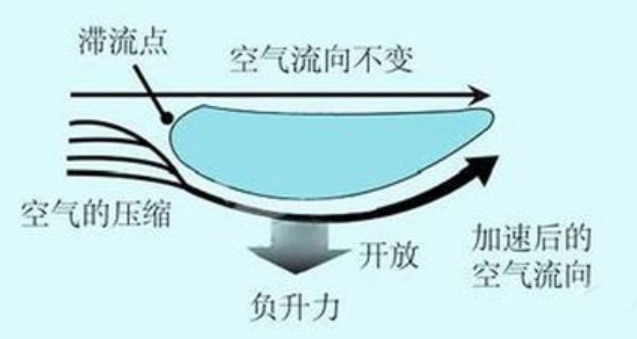 滞流点
空气流向不变
空气的压缩
开放
加速后的
空气流向
负升力